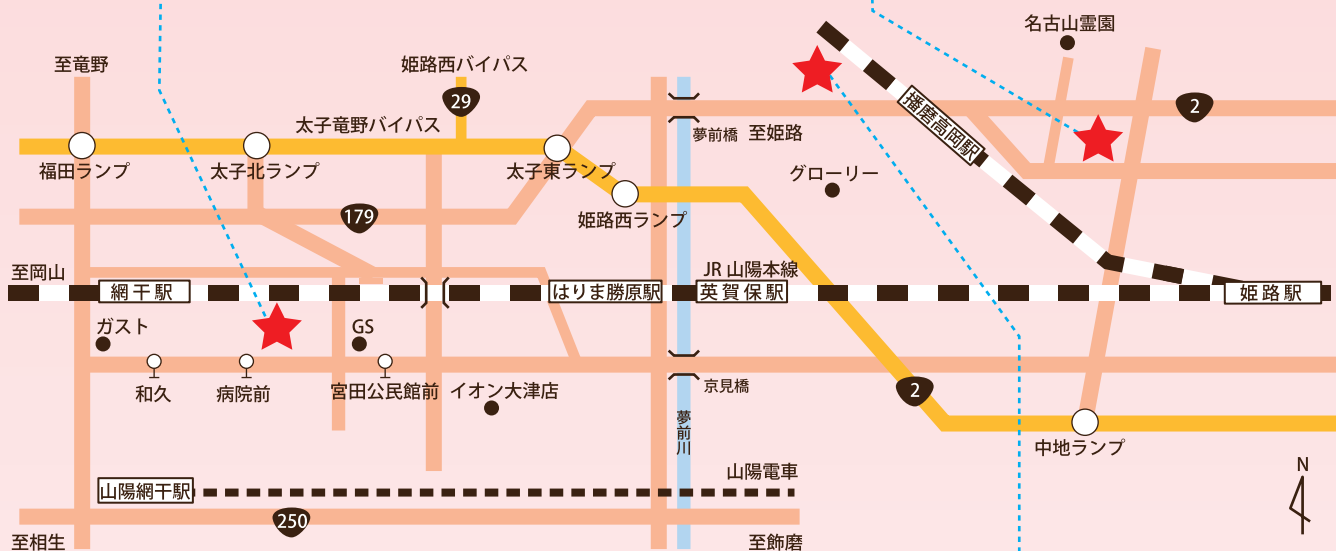 名古山霊園
至竜野
姫路西バイパス
29
2
太子竜野バイパス
夢前橋
至姫路
播磨高岡駅
福田ランプ
太子北ランプ
太子東ランプ
グローリー
179
姫路西ランプ
至岡山
JR 山陽本線
網干駅
はりま勝原駅
英賀保駅
姫路駅
ガスト
GS
京見橋
和久
病院前
宮田公民館前
イオン大津店
2
夢前川
中地ランプ
山陽電車
N
山陽網干駅
250
至相生
至飾磨